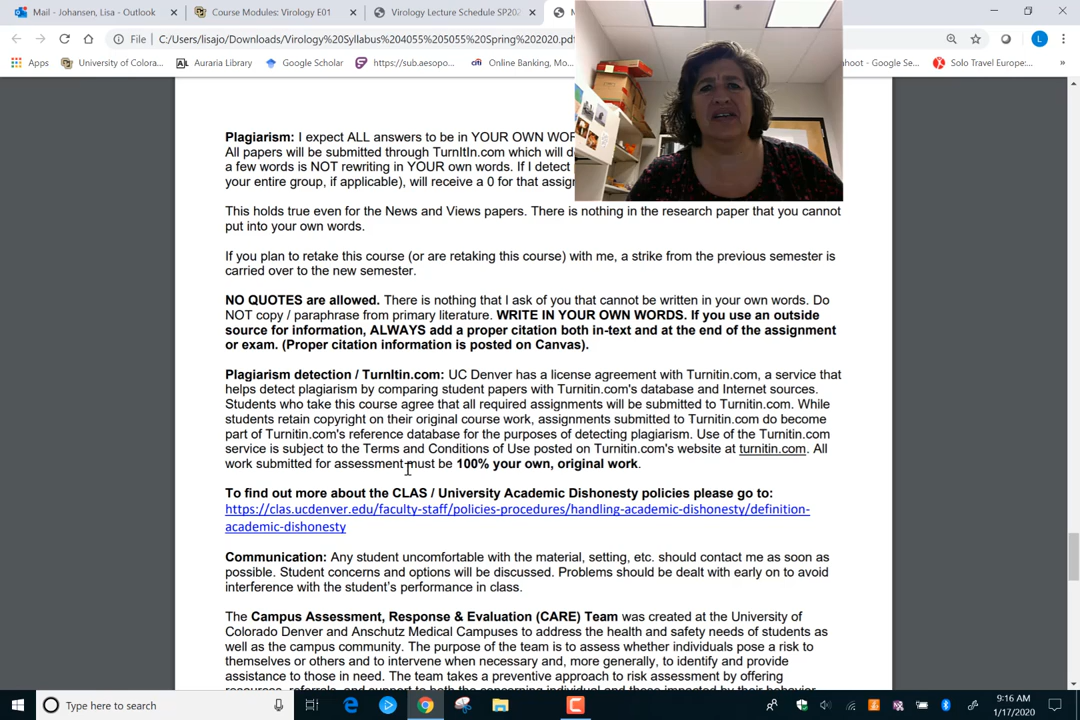 Mail - Johansen, Lisa - Outlook
Course Modules: Virology E01
Virology Lecture Schedule SP202
File
C:/Users/lisajo/Downloads/Virology%20Syllabus%204055%205055%20Spring%202020.pdf
Apps
University of Colora...
Auraria Library
Google Scholar
https://sub.aesopo...
Online Banking, Mo...
ahoot - Google Se...
Solo Travel Europe:...
Plagiarism: I expect ALL answers to be in YOUR OWN WOR
All papers will be submitted through TurnItIn.com which will d
a few words is NOT rewriting in YOUR own words. If I detect
your entire group, if applicable), will receive a 0 for that assig
This holds true even for the News and Views papers. There is nothing in the research paper that you cannot
put into your own words.
If you plan to retake this course (or are retaking this course) with me, a strike from the previous semester is
carried over to the new semester.
NO QUOTES are allowed. There is nothing that I ask of you that cannot be written in your own words. Do
NOT copy / paraphrase from primary literature. WRITE IN YOUR OWN WORDS. If you use an outside
source for information, ALWAYS add a proper citation both in-text and at the end of the assignment
or exam. (Proper citation information is posted on Canvas).
Plagiarism detection / TurnItin.com: UC Denver has a license agreement with Turnitin.com, a service that
helps detect plagiarism by comparing student papers with Turnitin.com's database and Internet sources.
Students who take this course agree that all required assignments will be submitted to Turnitin.com. While
students retain copyright on their original course work, assignments submitted to Turnitin.com do become
part of Turnitin.com's reference database for the purposes of detecting plagiarism. Use of the Turnitin.com
service is subject to the Terms and Conditions of Use posted on Turnitin.com's website at turnitin.com. All
work submitted for assessment must be 100% your own, original work.
To find out more about the CLAS / University Academic Dishonesty policies please go to:
https://clas.ucdenver.edu/faculty-staff/policies-procedures/handling-academic-dishonesty/definition-
academic-dishonesty
Communication: Any student uncomfortable with the material, setting, etc. should contact me as soon as
possible. Student concerns and options will be discussed. Problems should be dealt with early on to avoid
interference with the student's performance in class.
The Campus Assessment, Response & Evaluation (CARE) Team was created at the University of
Colorado Denver and Anschutz Medical Campuses to address the health and safety needs of students as
well as the campus community. The purpose of the team is to assess whether individuals pose a risk to
themselves or others and to intervene when necessary and, more generally, to identify and provide
assistance to those in need. The team takes a preventive approach to risk assessment by offering
resources, referrals, and support to both the concerning individual and those impacted by their behavior.
Type here to search
9:16 AM
1/17/2020